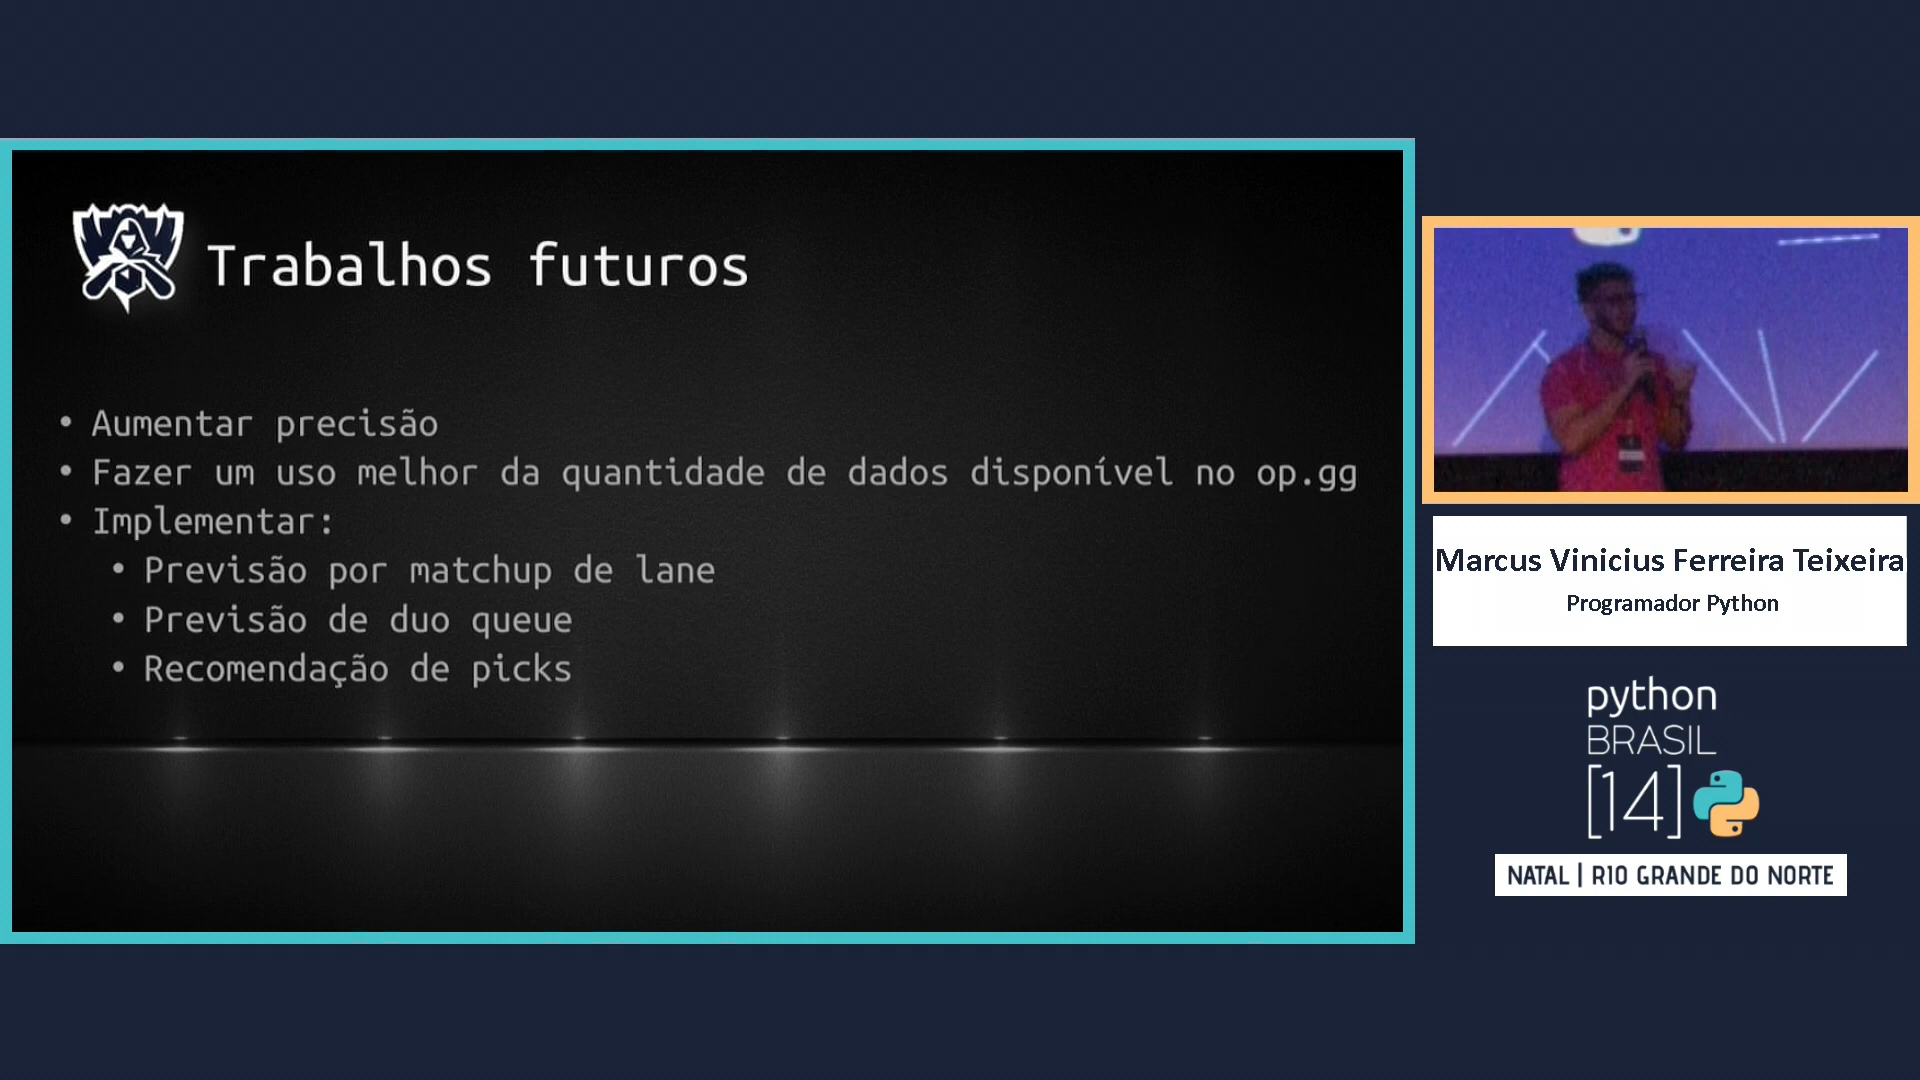 Trabalhos futuros
• Aumentar precisão
• Fazer um uso melhor da quantidade de dados disponível no op.gg
• Implementar:
• Previsão por matchup de lane
• Previsão de duo queue
• Recomendação de picks
Marcus Vinicius Ferreira Teixeira
Programador Python
python
BRASIL
[14]
NATAL | RIO GRANDE DO NORTE